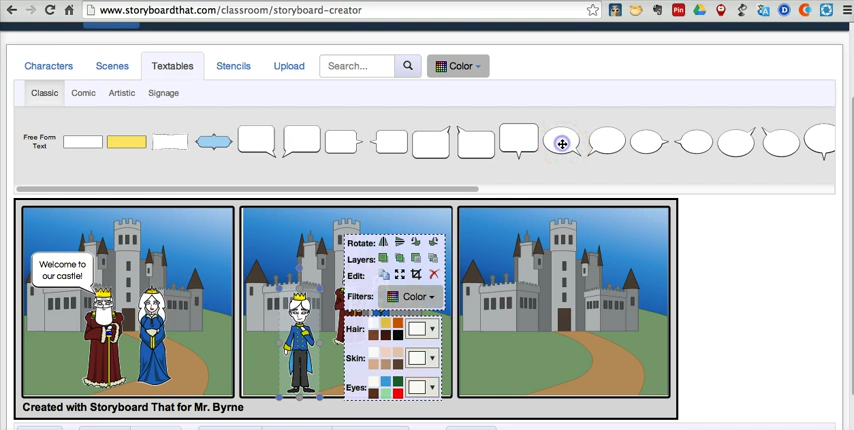 www.storyboardthat.com/classroom/storyboard-creator
Characters Scenes Textables Stencils Upload Search... Color
Classic Comic Artistic Signage
Free Form
Text
Rotate:
Layers:
Edit:
Filters: Color
Hair:
Skin:
Eyes:
Welcome to
our castle!
Created with Storyboard That for Mr. Byrne